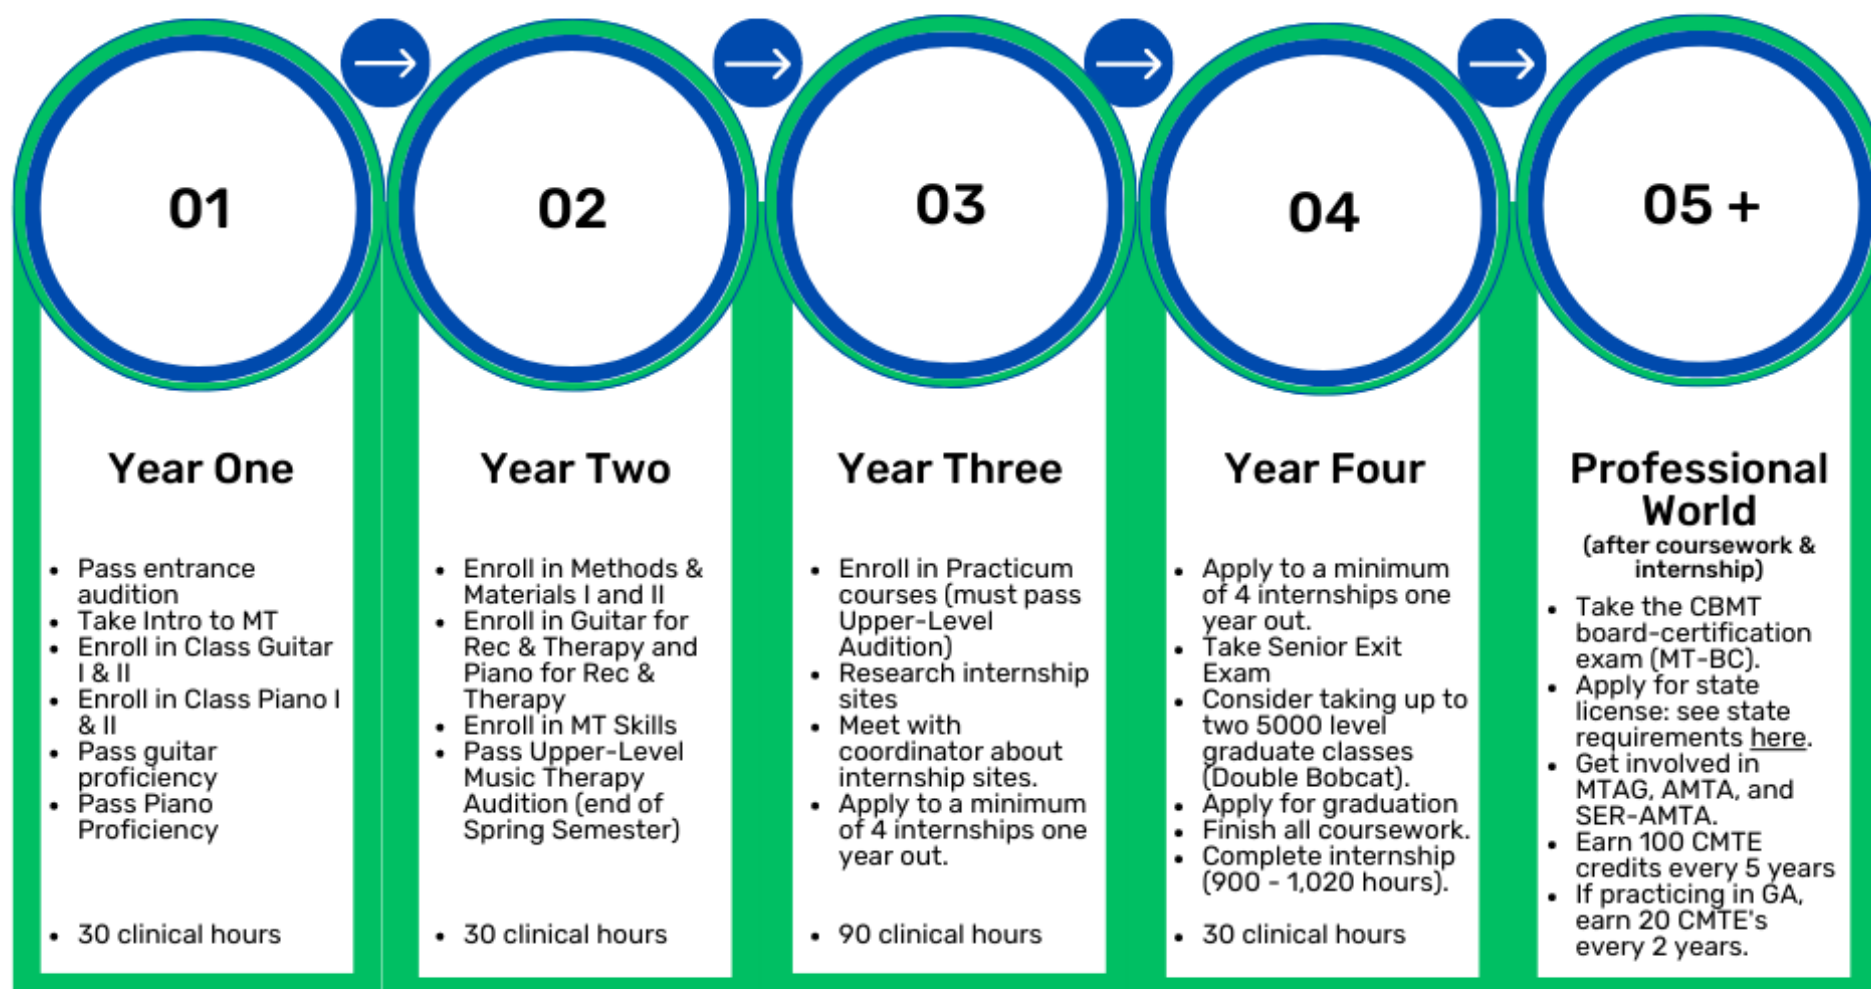 01
Year One
• Pass entrance
audition
• Take Intro to MT
• Enroll in Class Guitar
I & II
• Enroll in Class Piano I
& II
• Pass guitar
proficiency
• Pass Piano
Proficiency
• 30 clinical hours
02
Year Two
• Enroll in Methods &
Materials I and II
• Enroll in Guitar for
Rec & Therapy and
Piano for Rec &
Therapy
• Enroll in MT Skills
• Pass Upper-Level
Music Therapy
Audition (end of
Spring Semester)
• 30 clinical hours
03
Year Three
• Enroll in Practicum
courses (must pass
Upper-Level
Audition)
• Research internship
sites
• Meet with
coordinator about
internship sites.
• Apply to a minimum
of 4 internships one
year out.
• 90 clinical hours
04
Year Four
• Apply to a minimum
of 4 internships one
year out.
• Take Senior Exit
Exam
• Consider taking up to
two 5000 level
graduate classes
(Double Bobcat).
• Apply for graduation
• Finish all coursework.
• Complete internship
(900 - 1,020 hours).
• 30 clinical hours
05 +
Professional
World
(after coursework &
internship)
• Take the CBMT
board-certification
exam (MT-BC).
• Apply for state
license: see state
requirements here.
• Get involved in
MTAG, AMTA, and
SER-AMTA.
• Earn 100 CMTE
credits every 5 years
• If practicing in GA,
earn 20 CMTE's
every 2 years.